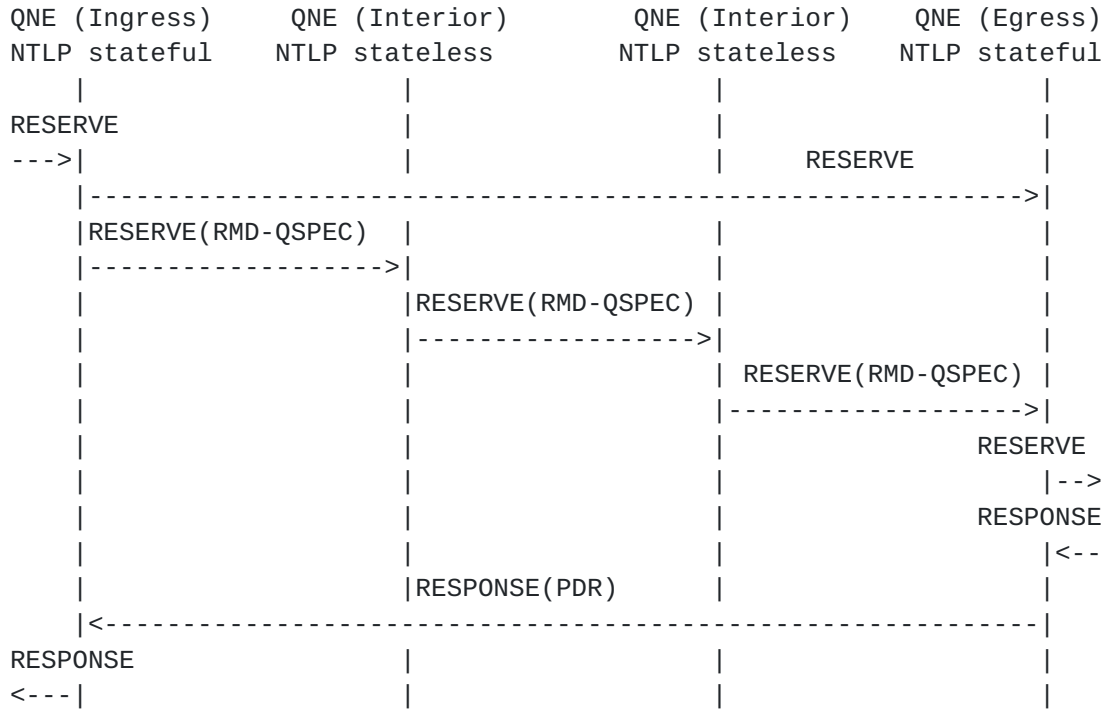 QNE (Ingress)     QNE (Interior)        QNE (Interior)     QNE (Egress)
NTLP stateful    NTLP stateless        NTLP stateless    NTLP stateful
RESERVE
--->|                    |                   |     RESERVE        |
|------------------------------------------------------------>|
|RESERVE(RMD-QSPEC)  |                   |                    |
|------------------->|                   |                    |
|                    |RESERVE(RMD-QSPEC) |                    |
|                    |------------------>|                    |
|                    |                   | RESERVE(RMD-QSPEC) |
|                    |                   |------------------->|
|                    |                   |                RESERVE
|                    |                   |                    |-->
|                    |                   |                RESPONSE
|                    |                   |                    |<--
|                    |RESPONSE(PDR)      |                    |
|<------------------------------------------------------------|
RESPONSE                 |                   |                    |
<---|                    |                   |                    |